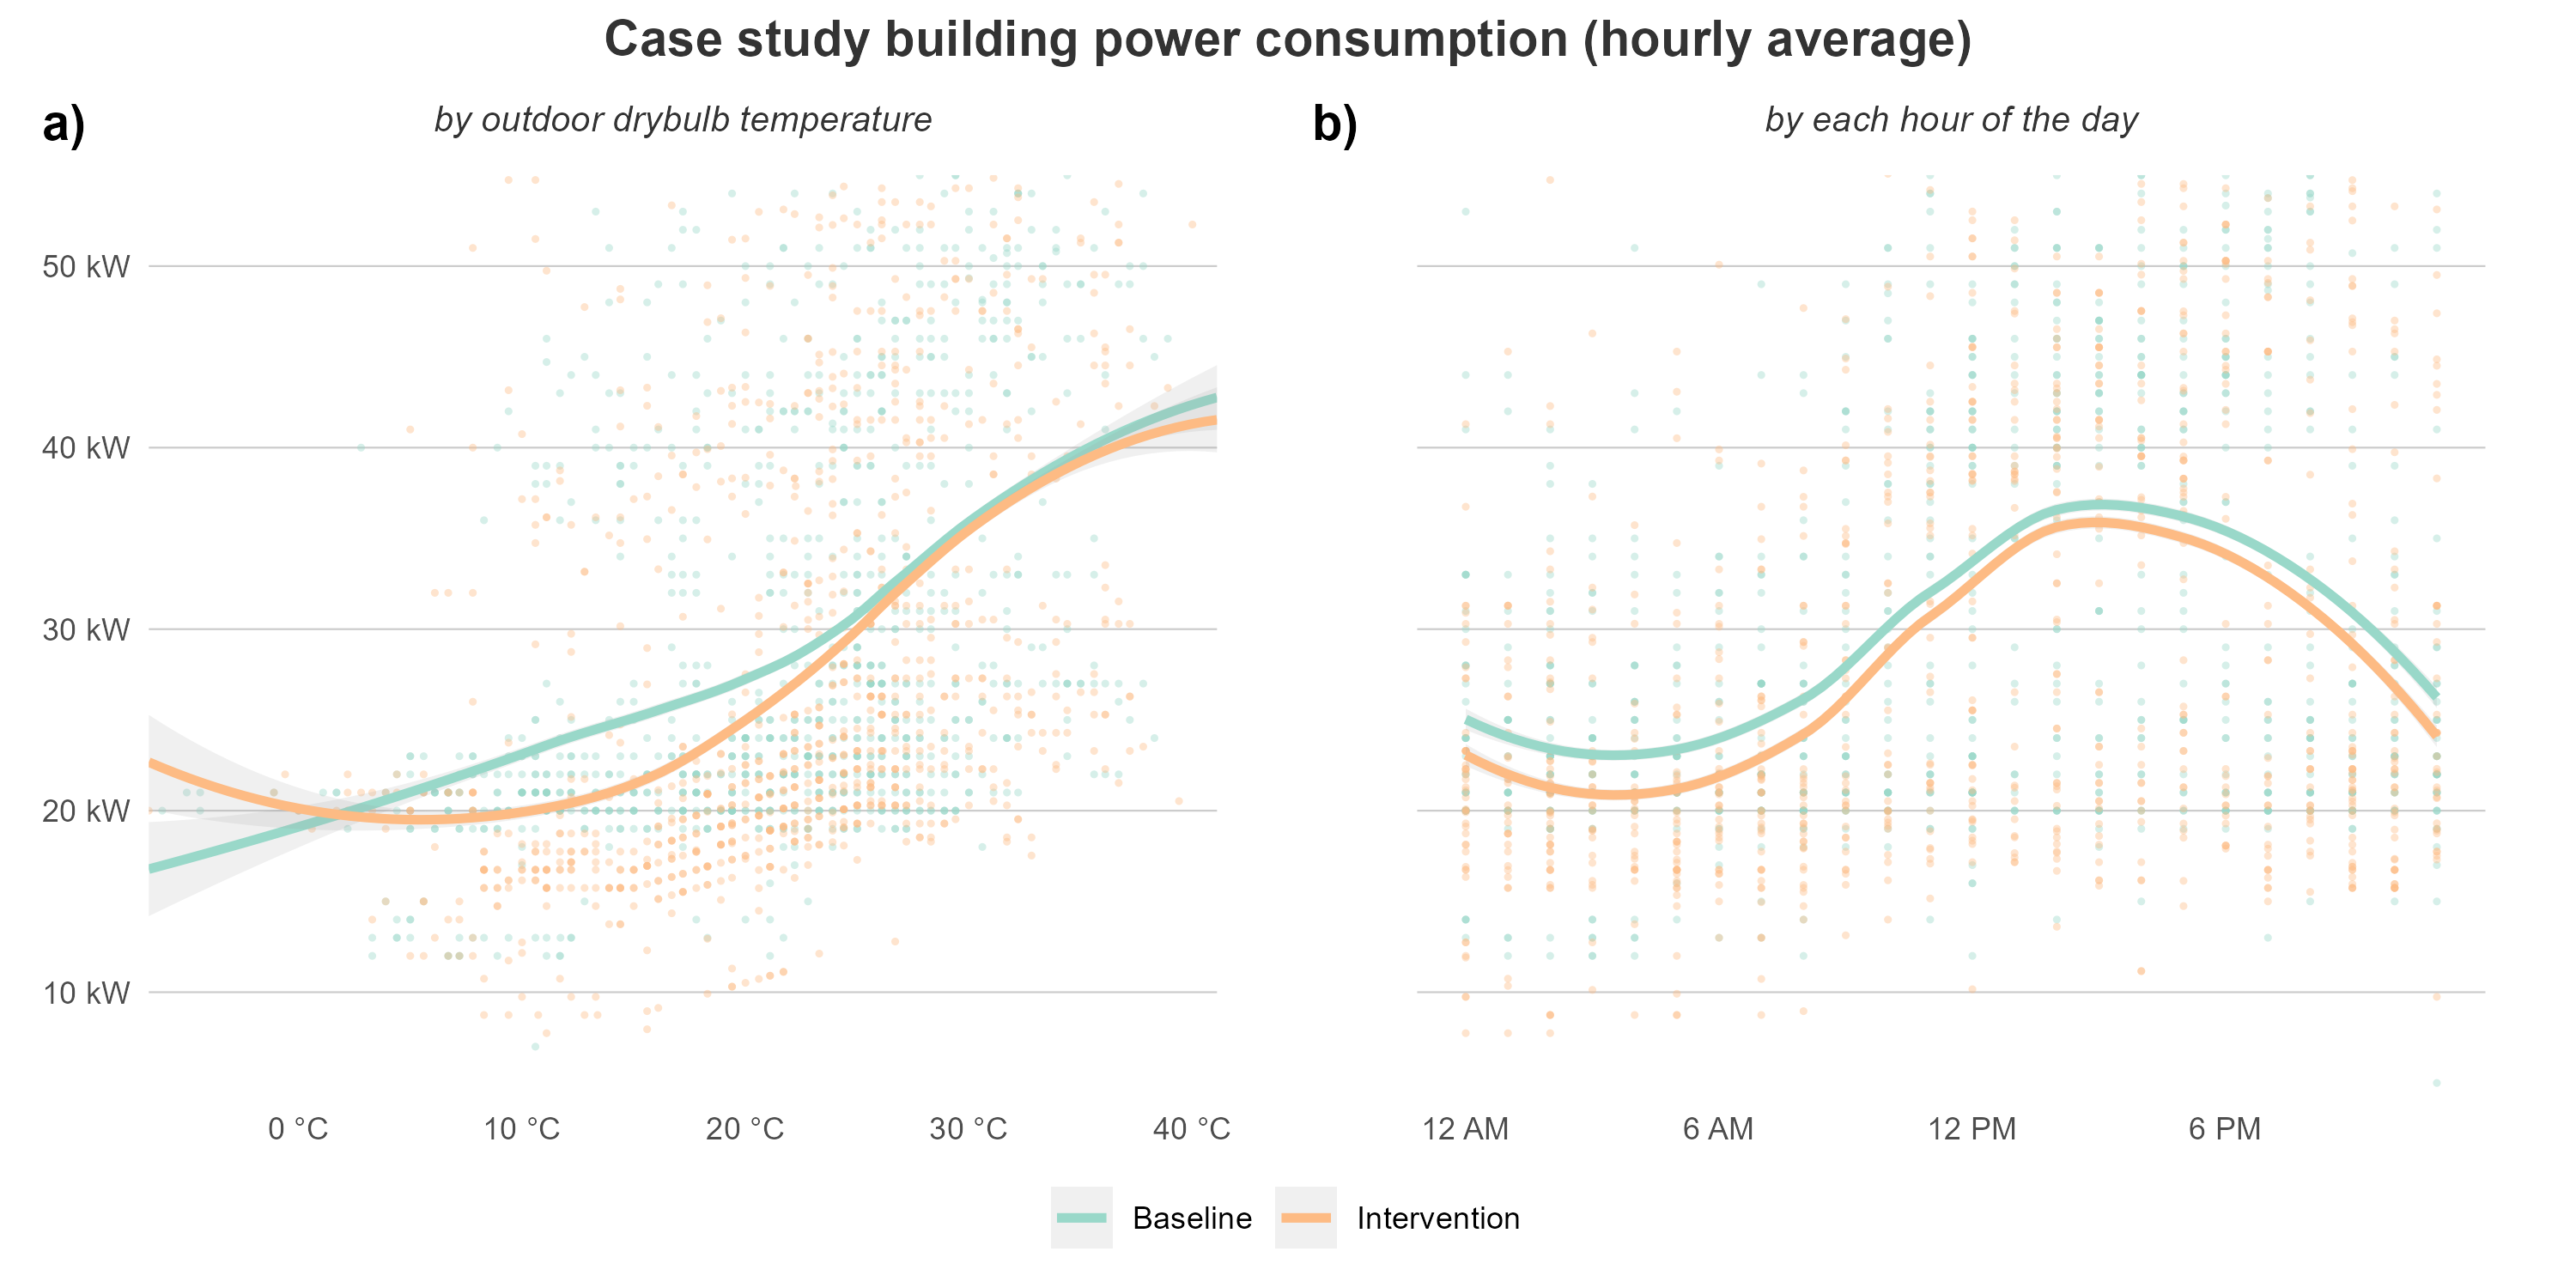 Case study building power consumption (hourly average)
a)
by outdoor drybulb temperature
b)
by each hour of the day
50 kW
40 kW
30 kW
20 kW
10 kW
0 °C
10 °C
20 °C
30 °C
40 °C
12 AM
6 AM
12 PM
6 PM
Baseline
Intervention